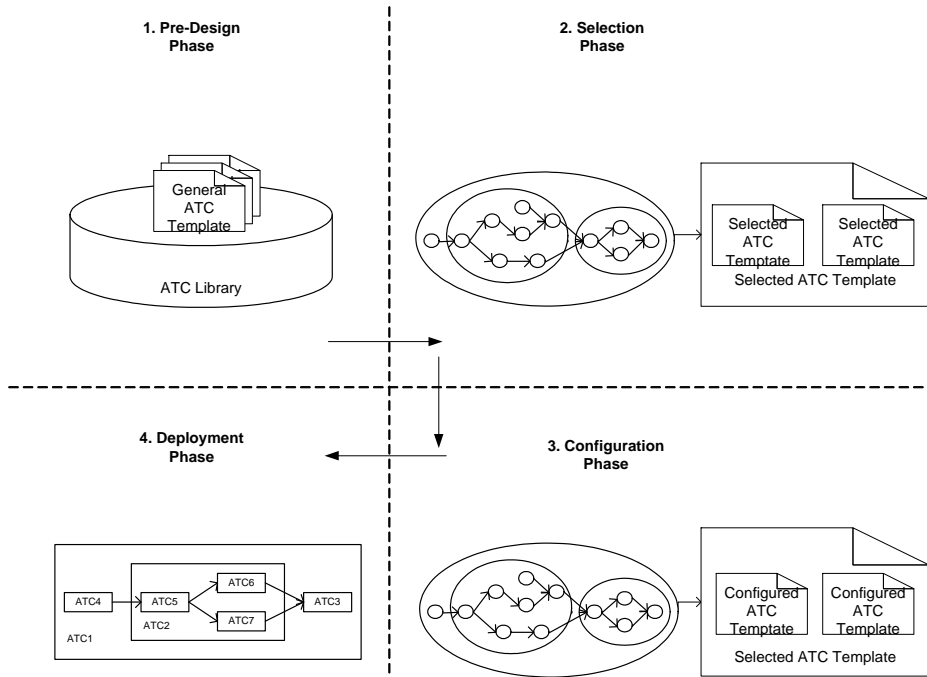 1. Pre-Design
Phase
General
ATC
Template
ATC Library
2. Selection
Phase
Selected
ATC
Temptate
Selected
ATC
Template
Selected ATC Template
4. Deployment
Phase
ATC4
ATC5
ATC6
ATC7
ATC3
ATC2
ATC1
3. Configuration
Phase
Configured
ATC
Temptate
Configured
ATC
Template
Selected ATC Template